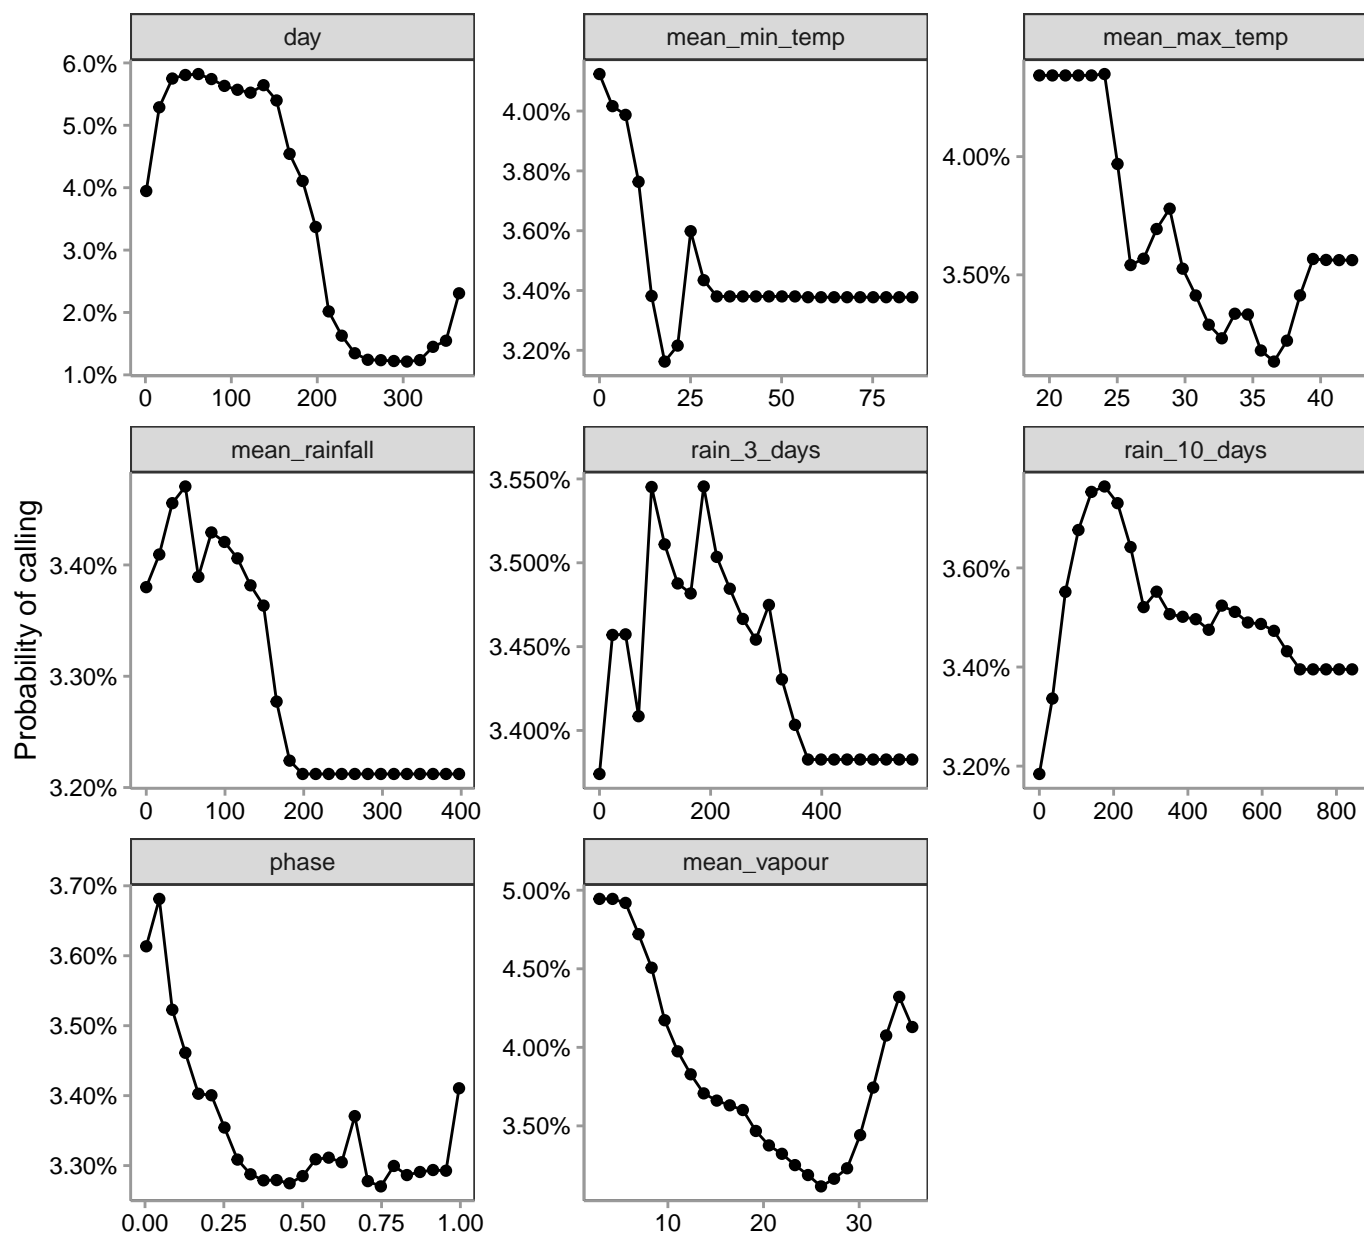 day
6.0%
5.0%
4.0%
3.0%
2.0%
1.0%
0 100 200 300
mean_min_temp
4.00%
3.80%
3.60%
3.40%
3.20%
0 25 50 75
mean_max_temp
4.00%
3.50%
20 25 30 35 40
Probability of calling
mean_rainfall
3.40%
3.30%
3.20%
0 100 200 300 400
rain_3_days
3.550%
3.500%
3.450%
3.400%
0 200 400
rain_10_days
3.60%
3.40%
3.20%
0 200 400 600 800
phase
3.70%
3.60%
3.50%
3.40%
3.30%
0.00 0.25 0.50 0.75 1.00
mean_vapour
5.00%
4.50%
4.00%
3.50%
10 20 30